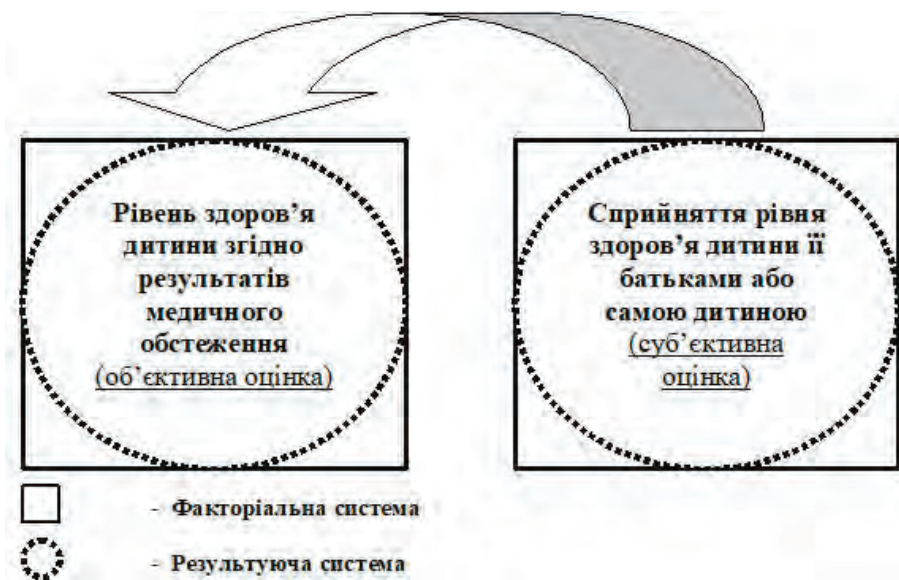 Рівень здоров’я
дитини згідно
результатів
медичного
обстеження
(об’єктивна оцінка)
Сприйняття рівня
здоров’я дитини її
батьками або
самою дитиною
(суб’єктивна
оцінка)
- Факторіальна система
- Результуюча система